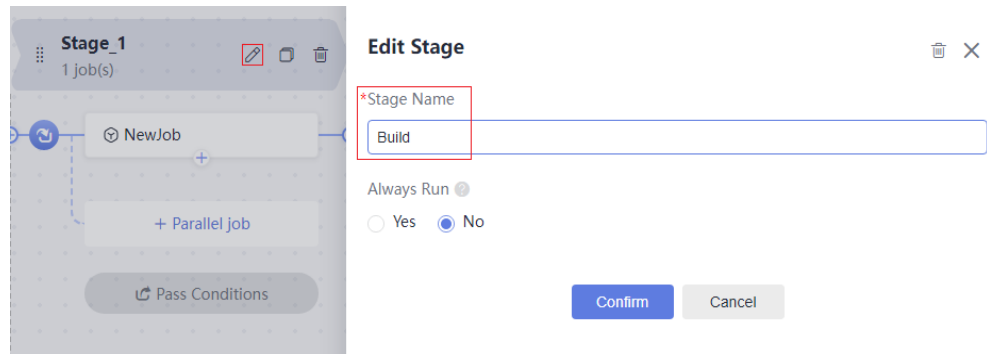 Stage_1
1 job(s)
NewJob
+ Parallel job
Pass Conditions
Edit Stage
*Stage Name
Build
Always Run
Yes No
Confirm Cancel